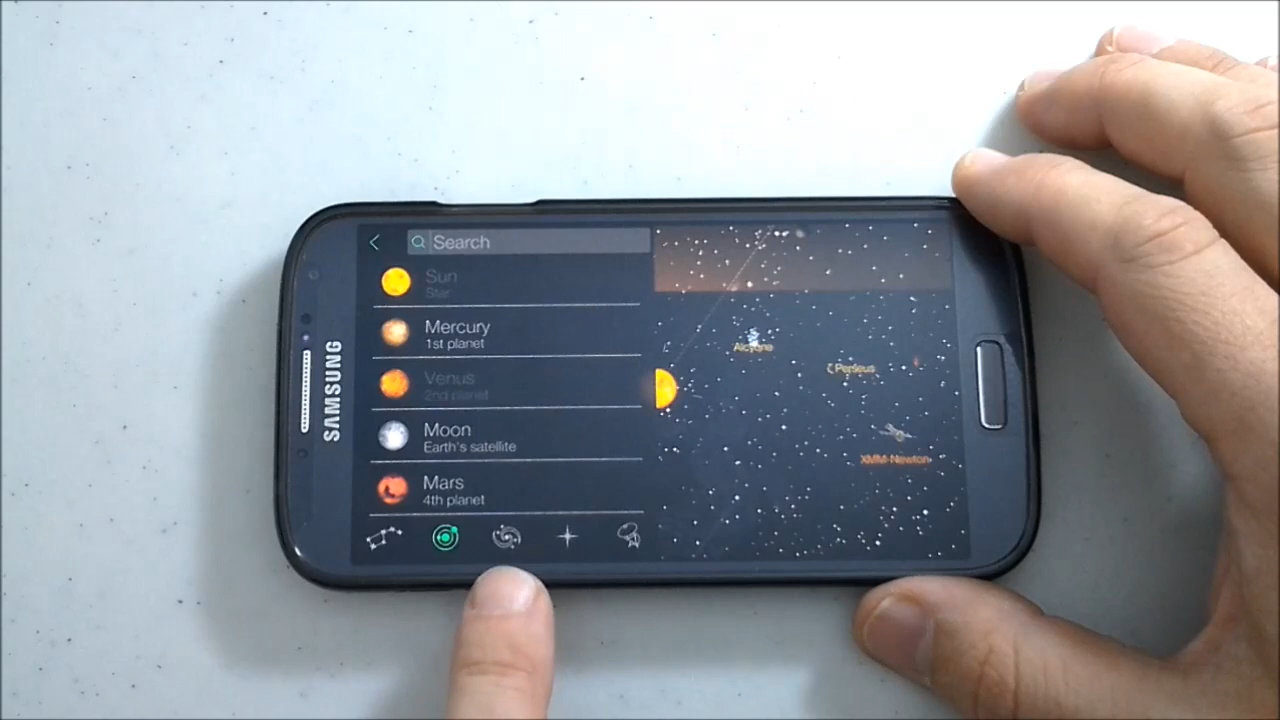 SAMSUNG
Search
Sun
Star
Mercury
1st planet
Venus
2nd planet
Moon
Earth's satellite
Mars
4th planet
Alcyone
ζ Perseus
XMM-Newton